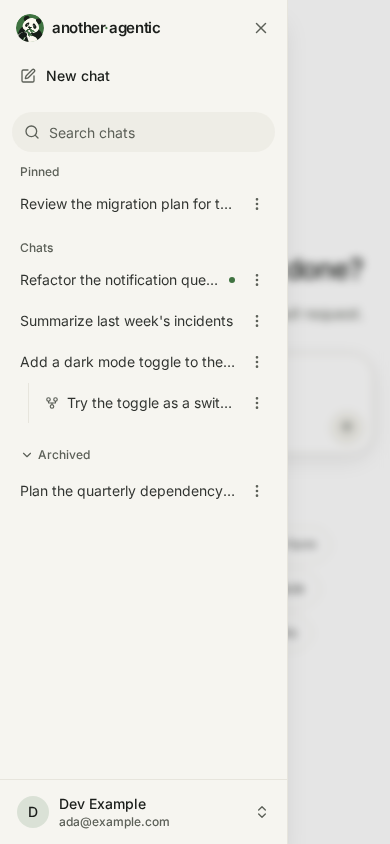 another-agentic
New chat
Search chats
Pinned
Review the migration plan for t...
Chats
Refactor the notification que...
Summarize last week's incidents
Add a dark mode toggle to the...
Try the toggle as a swit...
Archived
Plan the quarterly dependency...
D
Dev Example
ada@example.com
done?
request.